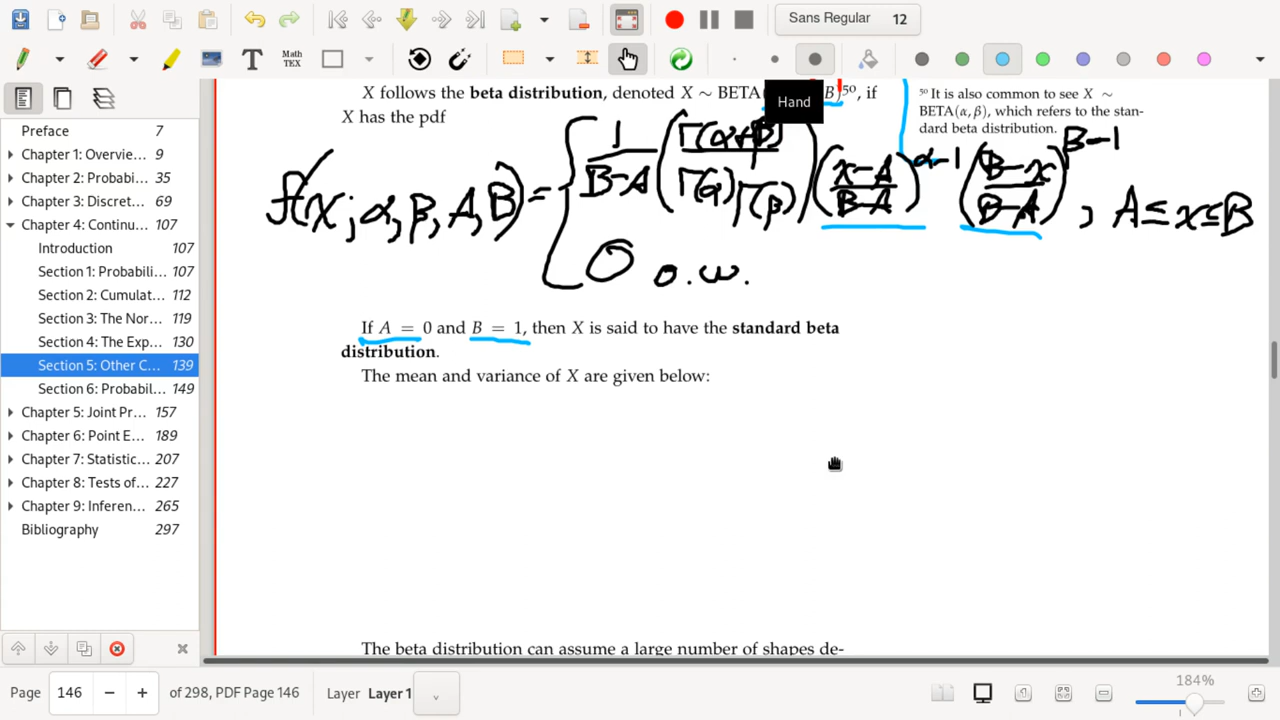 Sans Regular 12
Math
TEX
Preface 7
Chapter 1: Overvie... 9
Chapter 2: Probabi... 35
Chapter 3: Discret... 69
Chapter 4: Continu... 107
Introduction 107
Section 1: Probabili... 107
Section 2: Cumulat... 112
Section 3: The Nor... 119
Section 4: The Exp... 130
Section 5: Other C... 139
Section 6: Probabil... 149
Chapter 5: Joint Pr... 157
Chapter 6: Point E... 189
Chapter 7: Statistic... 207
Chapter 8: Tests of... 227
Chapter 9: Inferen... 265
Bibliography 297
X follows the beta distribution, denoted X ∼ BETA( B)⁵⁰, if
X has the pdf
Hand
⁵⁰ It is also common to see X ∼
BETA(α, β), which refers to the stan-
dard beta distribution.
f(x; α, β, A, B) = { 1/(B-A) (Γ(α+β)/(Γ(α)Γ(β))) ((x-A)/(B-A))^(α-1) ((B-x)/(B-A))^(β-1), A ≤ x ≤ B
0 o.w.
If A = 0 and B = 1, then X is said to have the standard beta
distribution.
The mean and variance of X are given below:
The beta distribution can assume a large number of shapes de-
Page 146 of 298, PDF Page 146 Layer Layer 1 184%